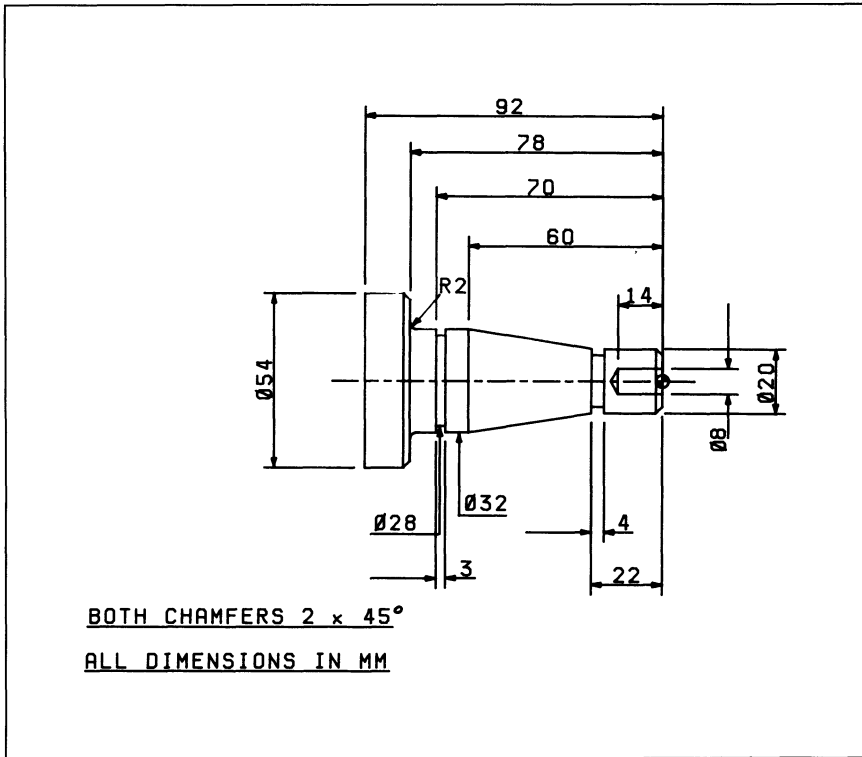 92
78
70
60
R2
14
Ø54
Ø20
Ø8
Ø32
Ø28
4
3
22
BOTH CHAMFERS 2 x 45°
ALL DIMENSIONS IN MM